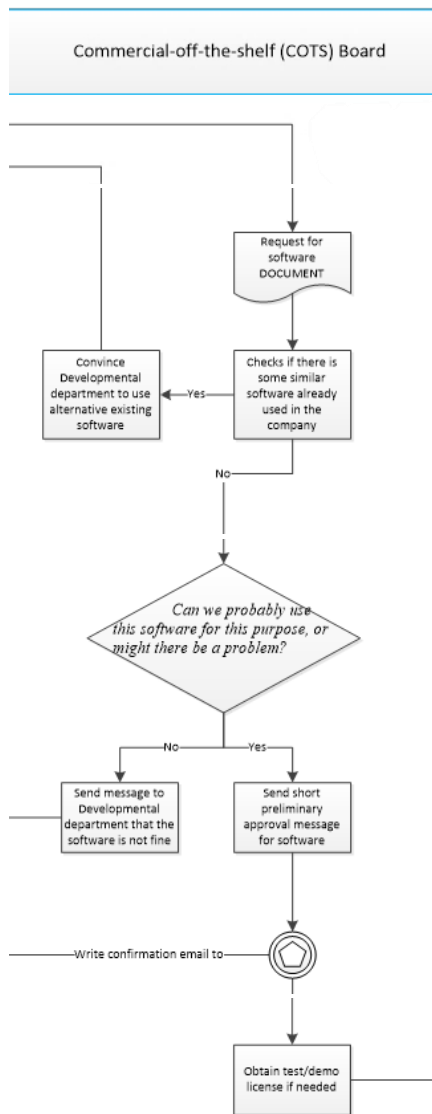 Commercial-off-the-shelf (COTS) Board
Request for
software
DOCUMENT
Convince
Developmental
department to use
alternative existing
software
Yes
Checks if there is
some similar
software already
used in the
company
No
Can we probably use
this software for this purpose, or
might there be a problem?
No
Yes
Send message to
Developmental
department that the
software is not fine
Send short
preliminary
approval message
for software
Write confirmation email to
Obtain test/demo
license if needed